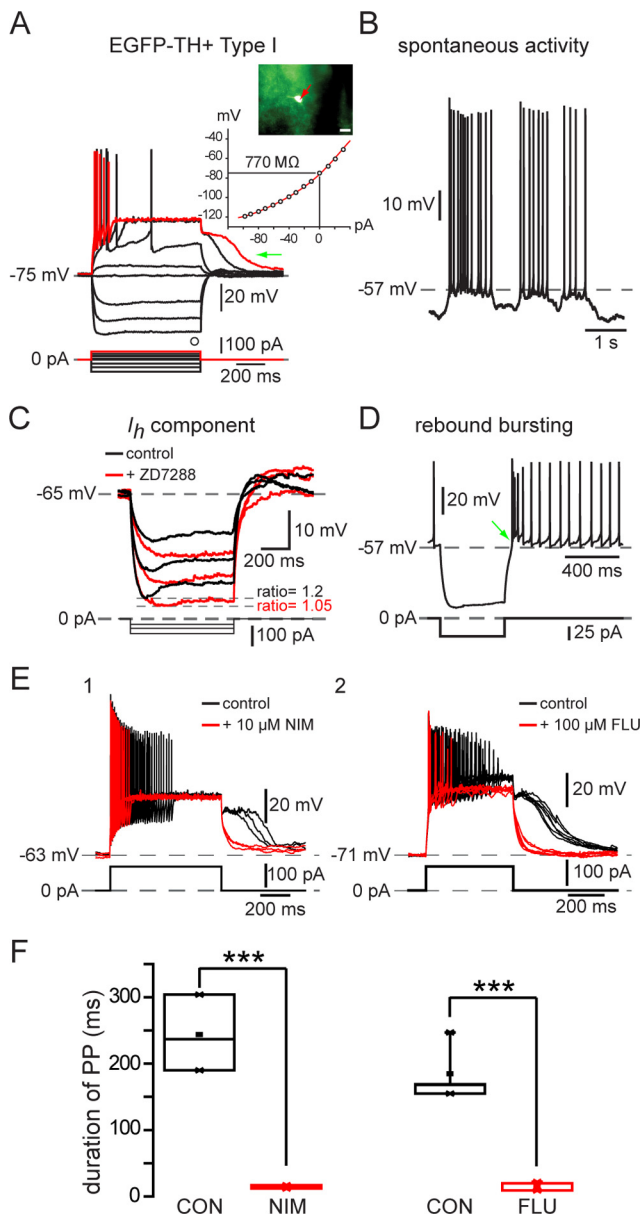 A
EGFP-TH+ Type I
mV
-40
-60
-80
-100
-120
770 MΩ
-80
-40
0
pA
-75 mV
20 mV
0 pA
100 pA
200 ms
B
spontaneous activity
10 mV
-57 mV
1 s
C
Ih component
control
+ ZD7288
-65 mV
10 mV
200 ms
ratio= 1.2
ratio= 1.05
0 pA
100 pA
D
rebound bursting
20 mV
-57 mV
400 ms
0 pA
25 pA
E
1
control
+ 10 µM NIM
20 mV
-63 mV
100 pA
0 pA
200 ms
2
control
+ 100 µM FLU
20 mV
-71 mV
100 pA
0 pA
200 ms
F
duration of PP (ms)
300
200
100
0
***
***
CON
NIM
CON
FLU